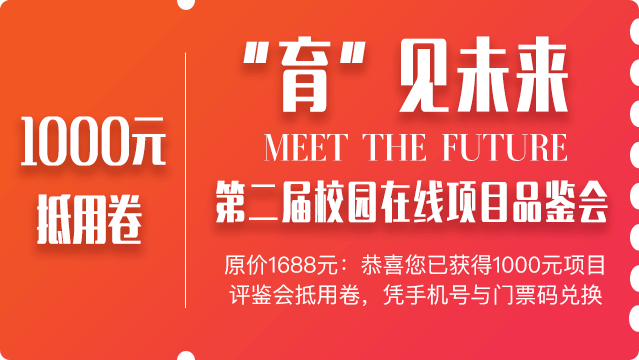 1000元
抵用卷
"育"见未来
MEET THE FUTURE
第二届校园在线项目品鉴会
原价1688元：恭喜您已获得1000元项目
评鉴会抵用卷，凭手机号与门票码兑换